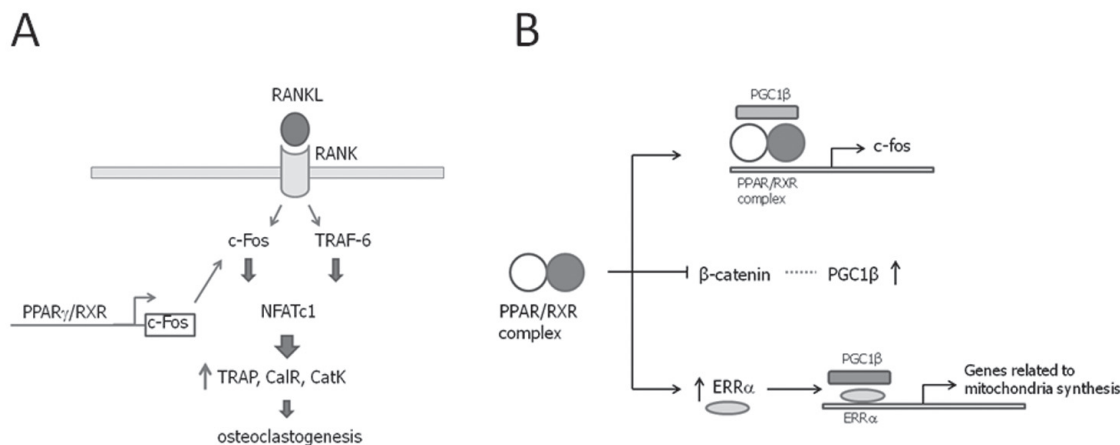 A
RANKL
RANK
c-Fos
TRAF-6
PPARγ/RXR
c-Fos
NFATc1
TRAP, CalR, CatK
osteoclastogenesis
B
PGC1β
c-fos
PPAR/RXR
complex
PPAR/RXR
complex
β-catenin
PGC1β
ERRα
PGC1β
ERRα
Genes related to
mitochondria synthesis